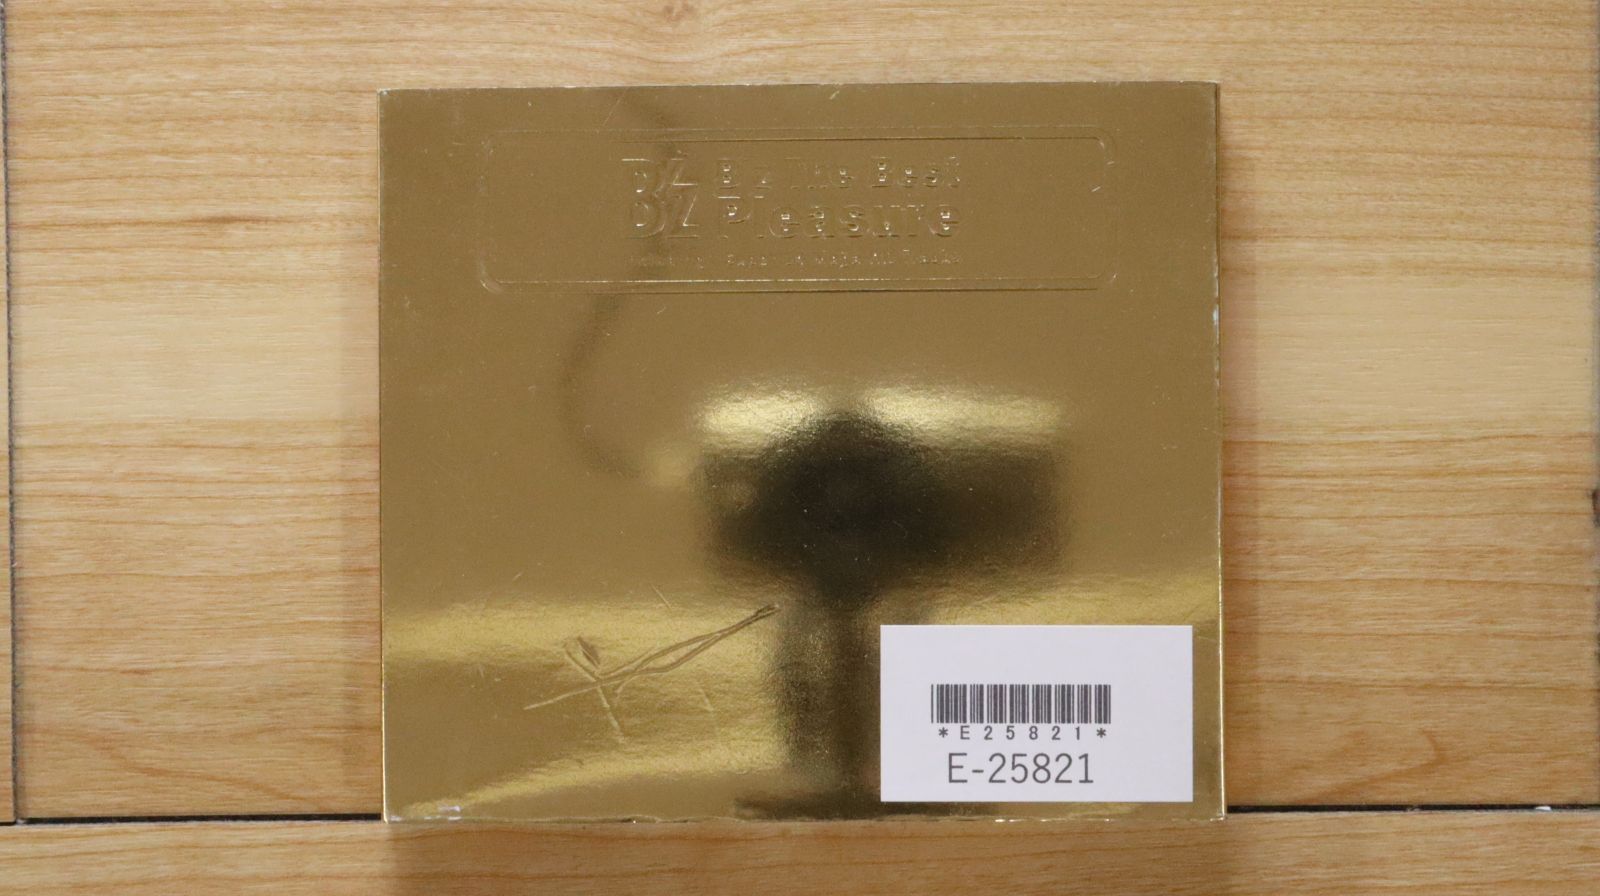 B'z B'z The Best
Pleasure
*E25821*
E-25821